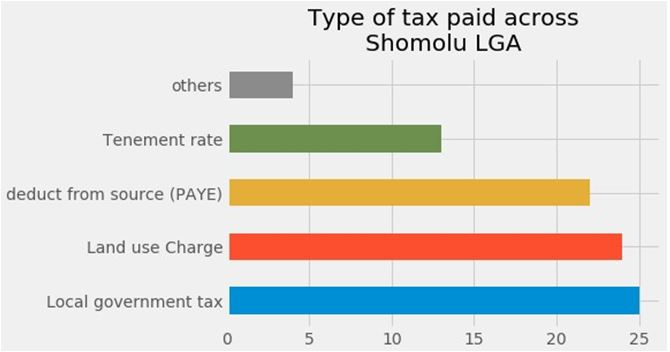 Type of tax paid across
Shomolu LGA
others
Tenement rate
deduct from source (PAYE)
Land use Charge
Local government tax
0 5 10 15 20 25